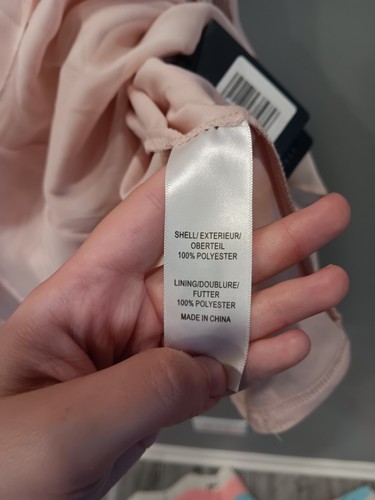 SHELL/ EXTERIEUR/
OBERTEIL
100% POLYESTER
LINING/DOUBLURE/
FUTTER
100% POLYESTER
MADE IN CHINA